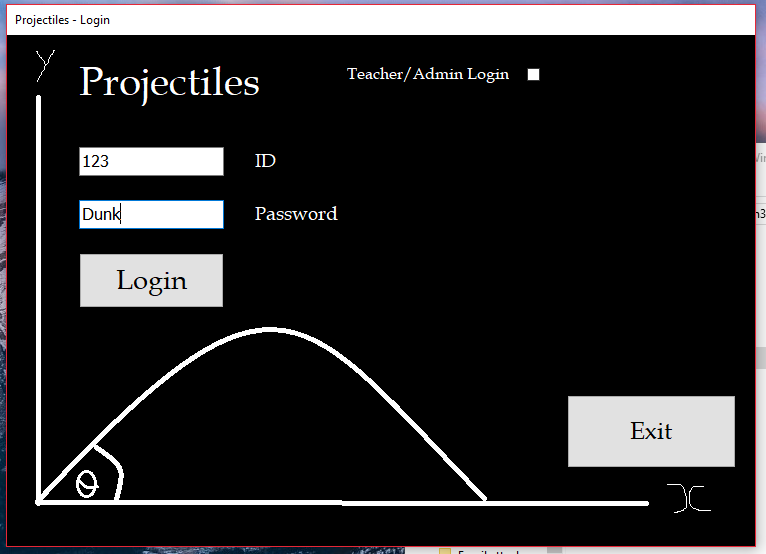 Projectiles - Login
y
Projectiles
Teacher/Admin Login
123
ID
Dunk
Password
Login
Exit
θ
x